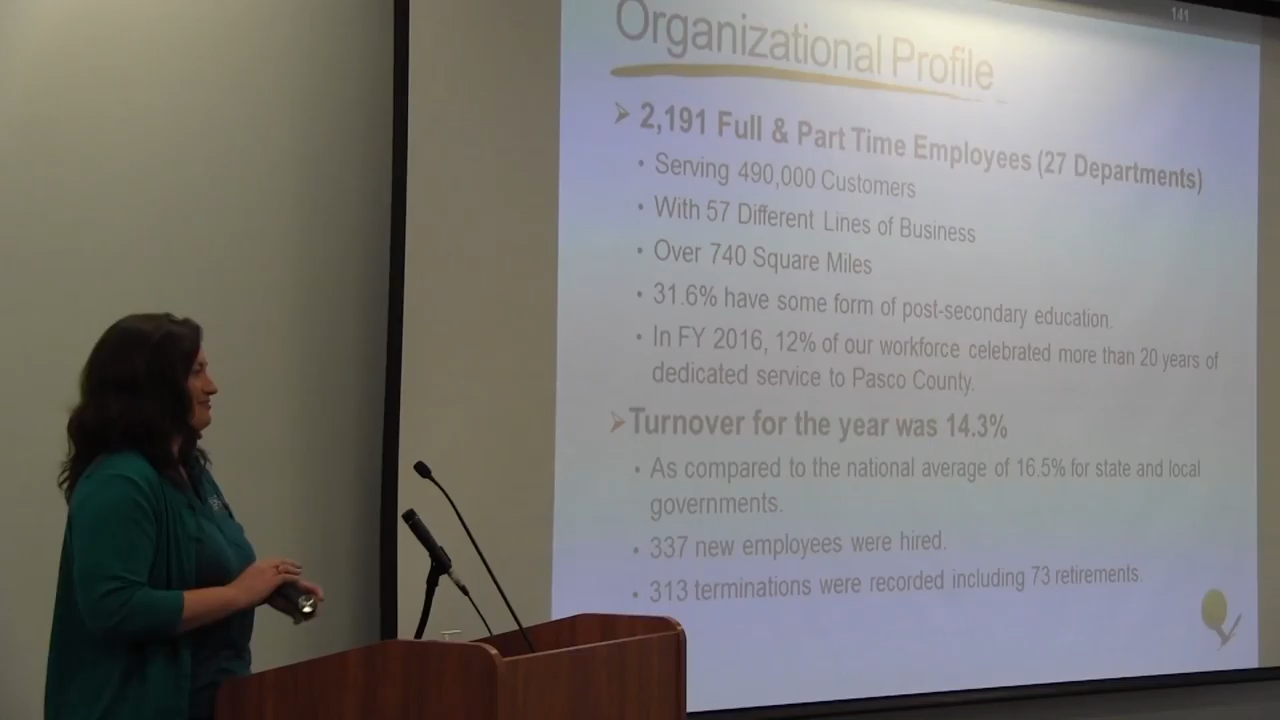 141
Organizational Profile
2,191 Full & Part Time Employees (27 Departments)
• Serving 490,000 Customers
• With 57 Different Lines of Business
• Over 740 Square Miles
• 31.6% have some form of post-secondary education.
• In FY 2016, 12% of our workforce celebrated more than 20 years of
dedicated service to Pasco County.
Turnover for the year was 14.3%
• As compared to the national average of 16.5% for state and local
governments.
• 337 new employees were hired.
• 313 terminations were recorded including 73 retirements.